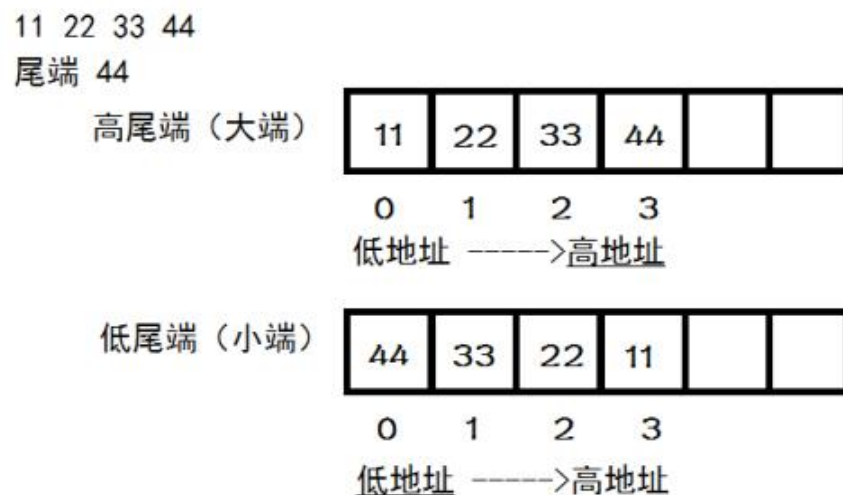 11 22 33 44
尾端 44
高尾端（大端） 11 22 33 44
0 1 2 3
低地址 ----->高地址
低尾端（小端） 44 33 22 11
0 1 2 3
低地址 ----->高地址